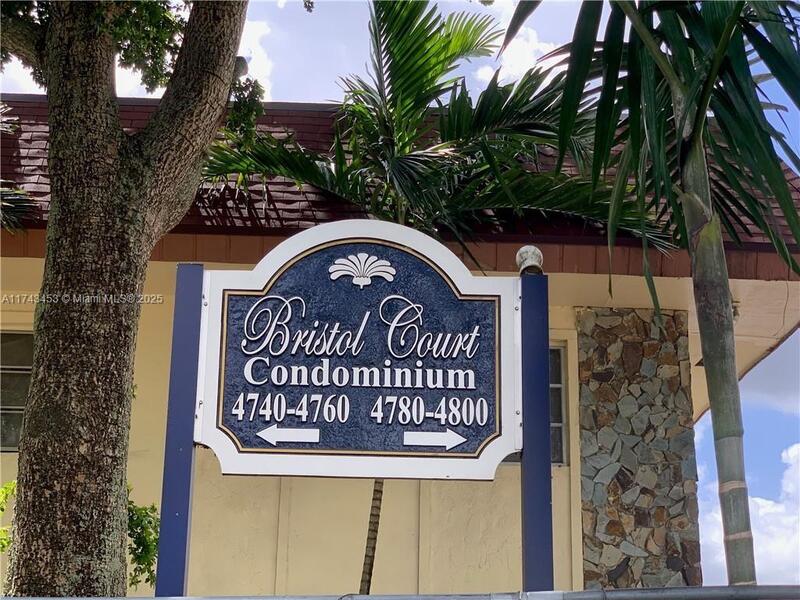 Bristol Court
Condominium
4740-4760 4780-4800
A11743453 © Miami MLS 2025